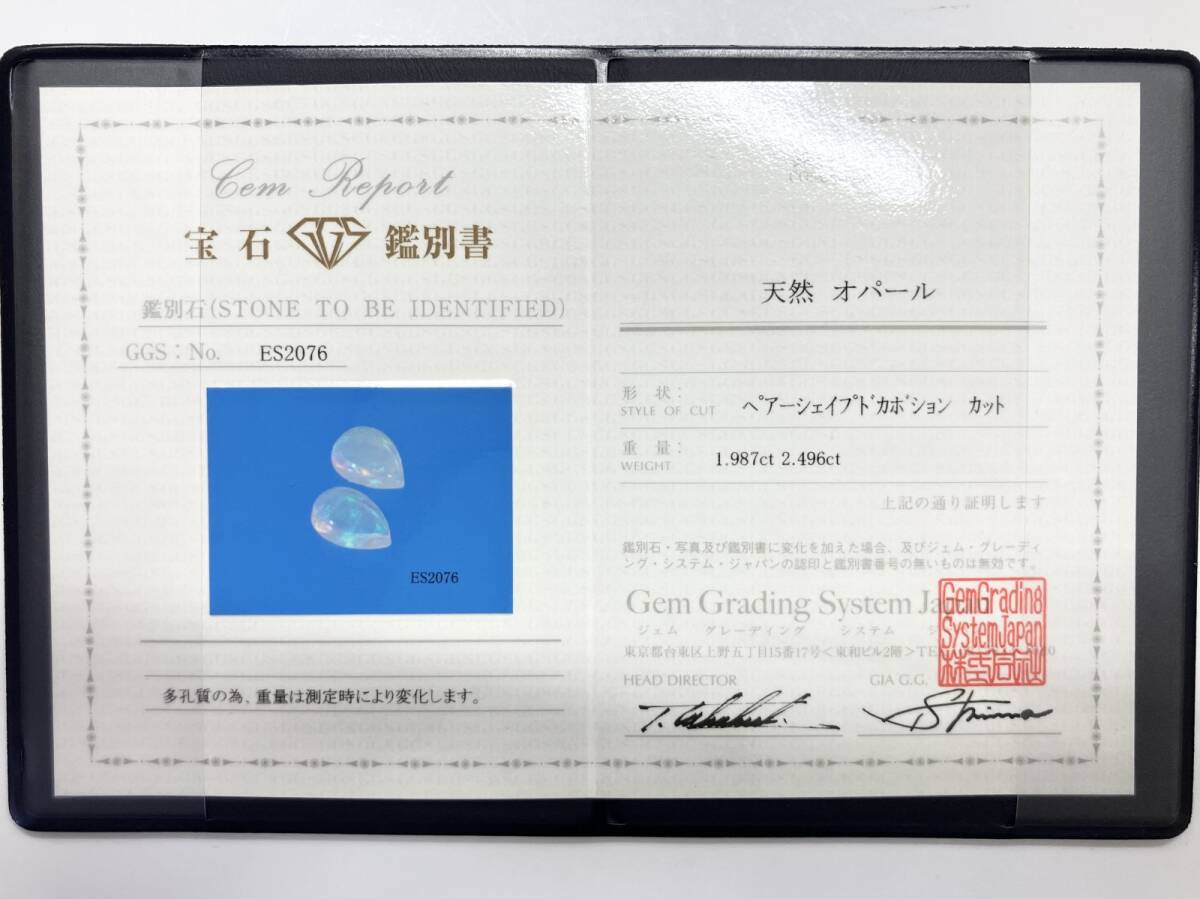 Gem Report
宝石 GGS 鑑別書
鑑別石(STONE TO BE IDENTIFIED)
GGS：No. ES2076
ES2076
多孔質の為、重量は測定時により変化します。
天然 オパール
形 状：
STYLE OF CUT ﾍﾟｱｰｼｪｲﾌﾟﾄﾞｶﾎﾞｼｮﾝ カット
重 量：
WEIGHT 1.987ct 2.496ct
上記の通り証明します
鑑別石・写真及び鑑別書に変化を加えた場合、及びジェム・グレーディ
ング・システム・ジャパンの認印と鑑別書番号の無いものは無効です。
Gem Grading System Japan
ジェム グレーディング システム
東京都台東区上野五丁目15番17号＜東和ビル2階＞
GemGrading
SystemJapan
株式会社
HEAD DIRECTOR GIA G.G.